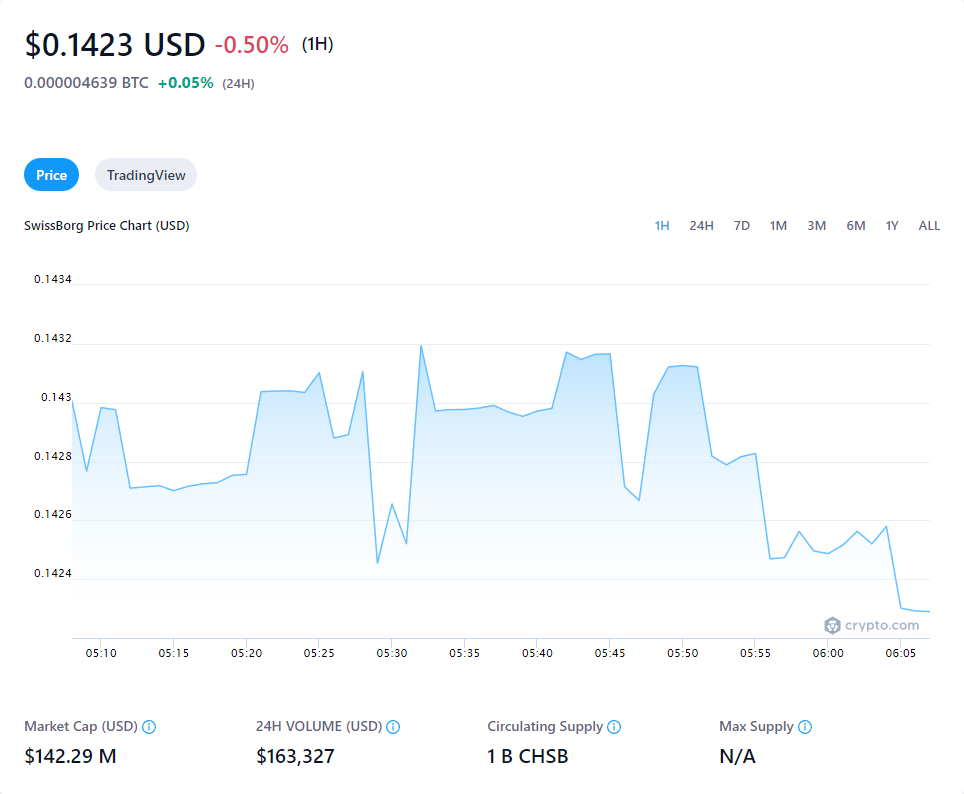 $0.1423 USD -0.50% (1H)
0.000004639 BTC +0.05% (24H)
Price TradingView
SwissBorg Price Chart (USD) 1H 24H 7D 1M 3M 6M 1Y ALL
0.1434
0.1432
0.143
0.1428
0.1426
0.1424
crypto.com
05:10 05:15 05:20 05:25 05:30 05:35 05:40 05:45 05:50 05:55 06:00 06:05
Market Cap (USD) 24H VOLUME (USD) Circulating Supply Max Supply
$142.29 M $163,327 1 B CHSB N/A